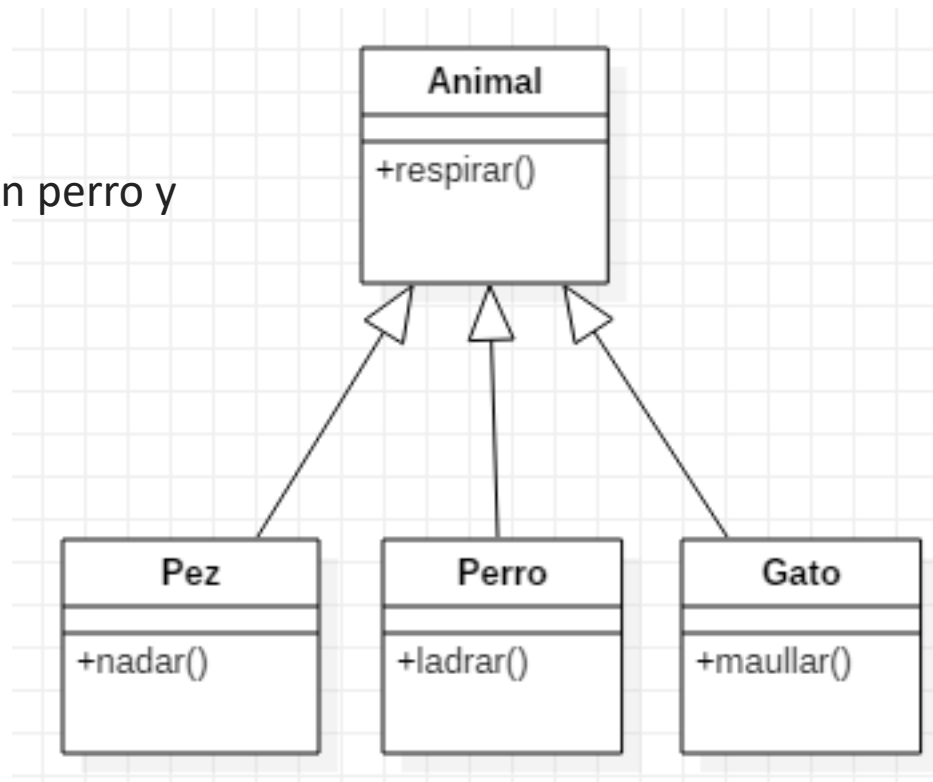 Animal
+respirar()
n perro y
Pez
+nadar()
Perro
+ladrar()
Gato
+maullar()